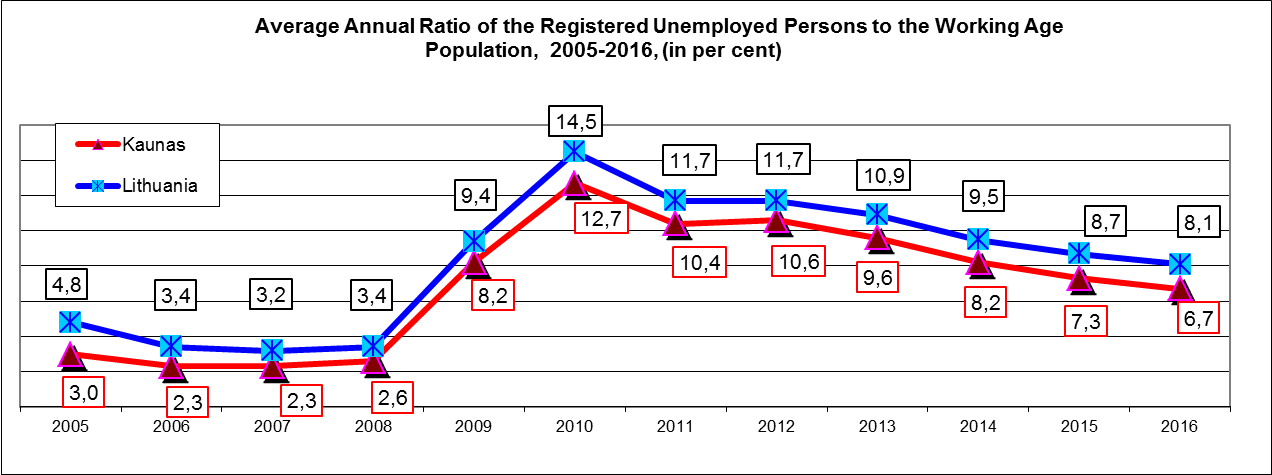 Average Annual Ratio of the Registered Unemployed Persons to the Working Age
Population, 2005-2016, (in per cent)
Kaunas
Lithuania
4,8 3,4 3,2 3,4 9,4 14,5 11,7 11,7 10,9 9,5 8,7 8,1
3,0 2,3 2,3 2,6 8,2 12,7 10,4 10,6 9,6 8,2 7,3 6,7
2005 2006 2007 2008 2009 2010 2011 2012 2013 2014 2015 2016